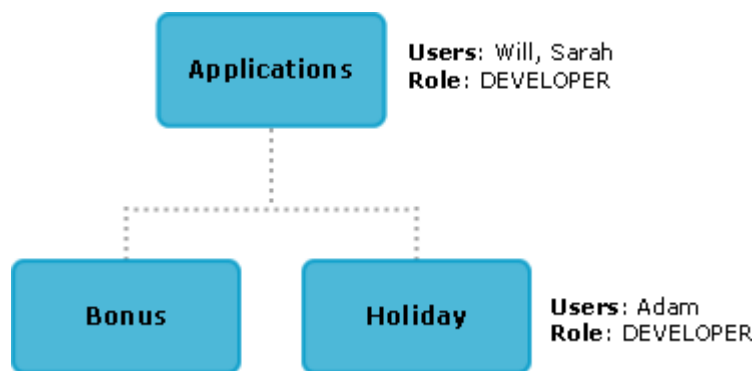 Applications
Users: Will, Sarah
Role: DEVELOPER
Bonus
Holiday
Users: Adam
Role: DEVELOPER